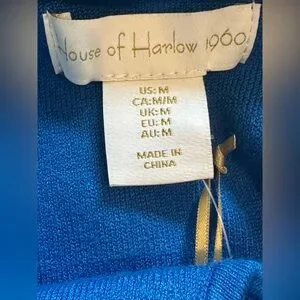 House of Harlow 1960
US: M
CA: M/M
UK: M
EU: M
AU: M
MADE IN
CHINA